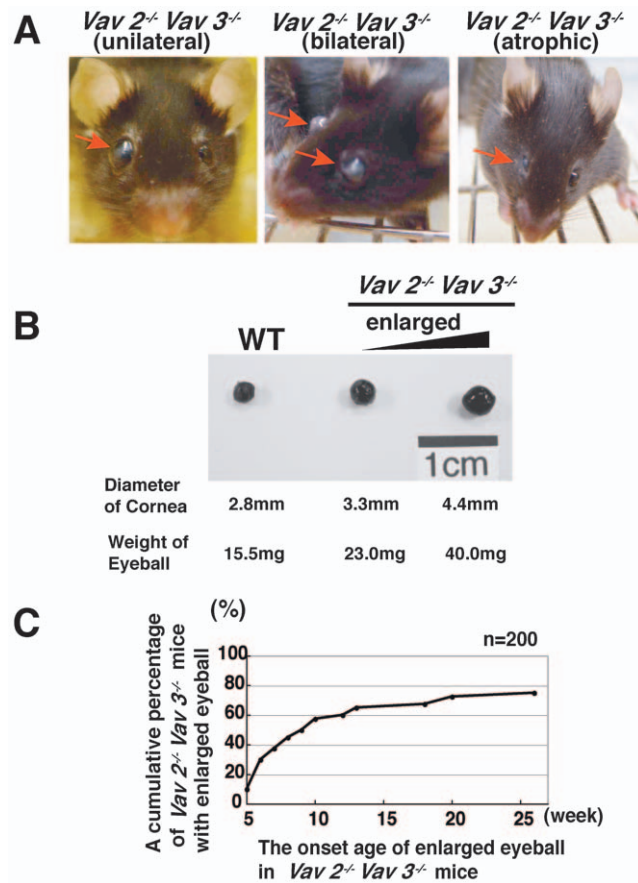 A
Vav 2-/- Vav 3-/- Vav 2-/- Vav 3-/- Vav 2-/- Vav 3-/-
(unilateral) (bilateral) (atrophic)
Vav 2-/- Vav 3-/-
B
enlarged
WT
1cm
Diameter
of Cornea 2.8mm 3.3mm 4.4mm
Weight of
Eyeball 15.5mg 23.0mg 40.0mg
C
(%)
n=200
A cumulative percentage
of Vav 2-/- Vav 3-/- mice
with enlarged eyeball
100
80
60
40
20
0
5 10 15 20 25 (week)
The onset age of enlarged eyeball
in Vav 2-/- Vav 3-/- mice